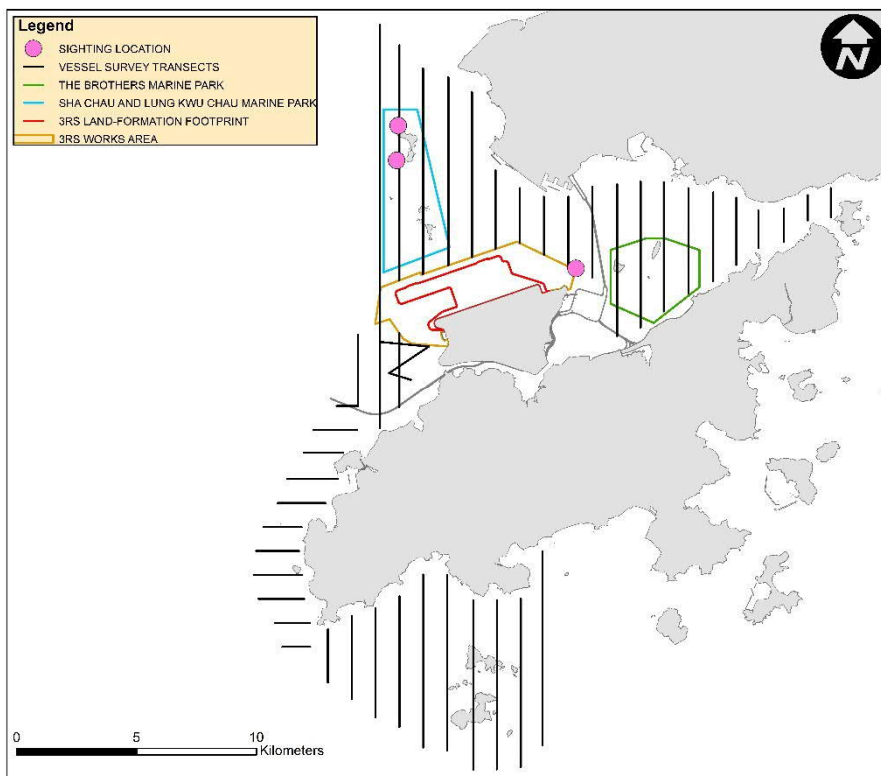 Legend
SIGHTING LOCATION
VESSEL SURVEY TRANSECTS
THE BROTHERS MARINE PARK
SHA CHAU AND LUNG KWU CHAU MARINE PARK
3RS LAND-FORMATION FOOTPRINT
3RS WORKS AREA
N
0 5 10
Kilometers